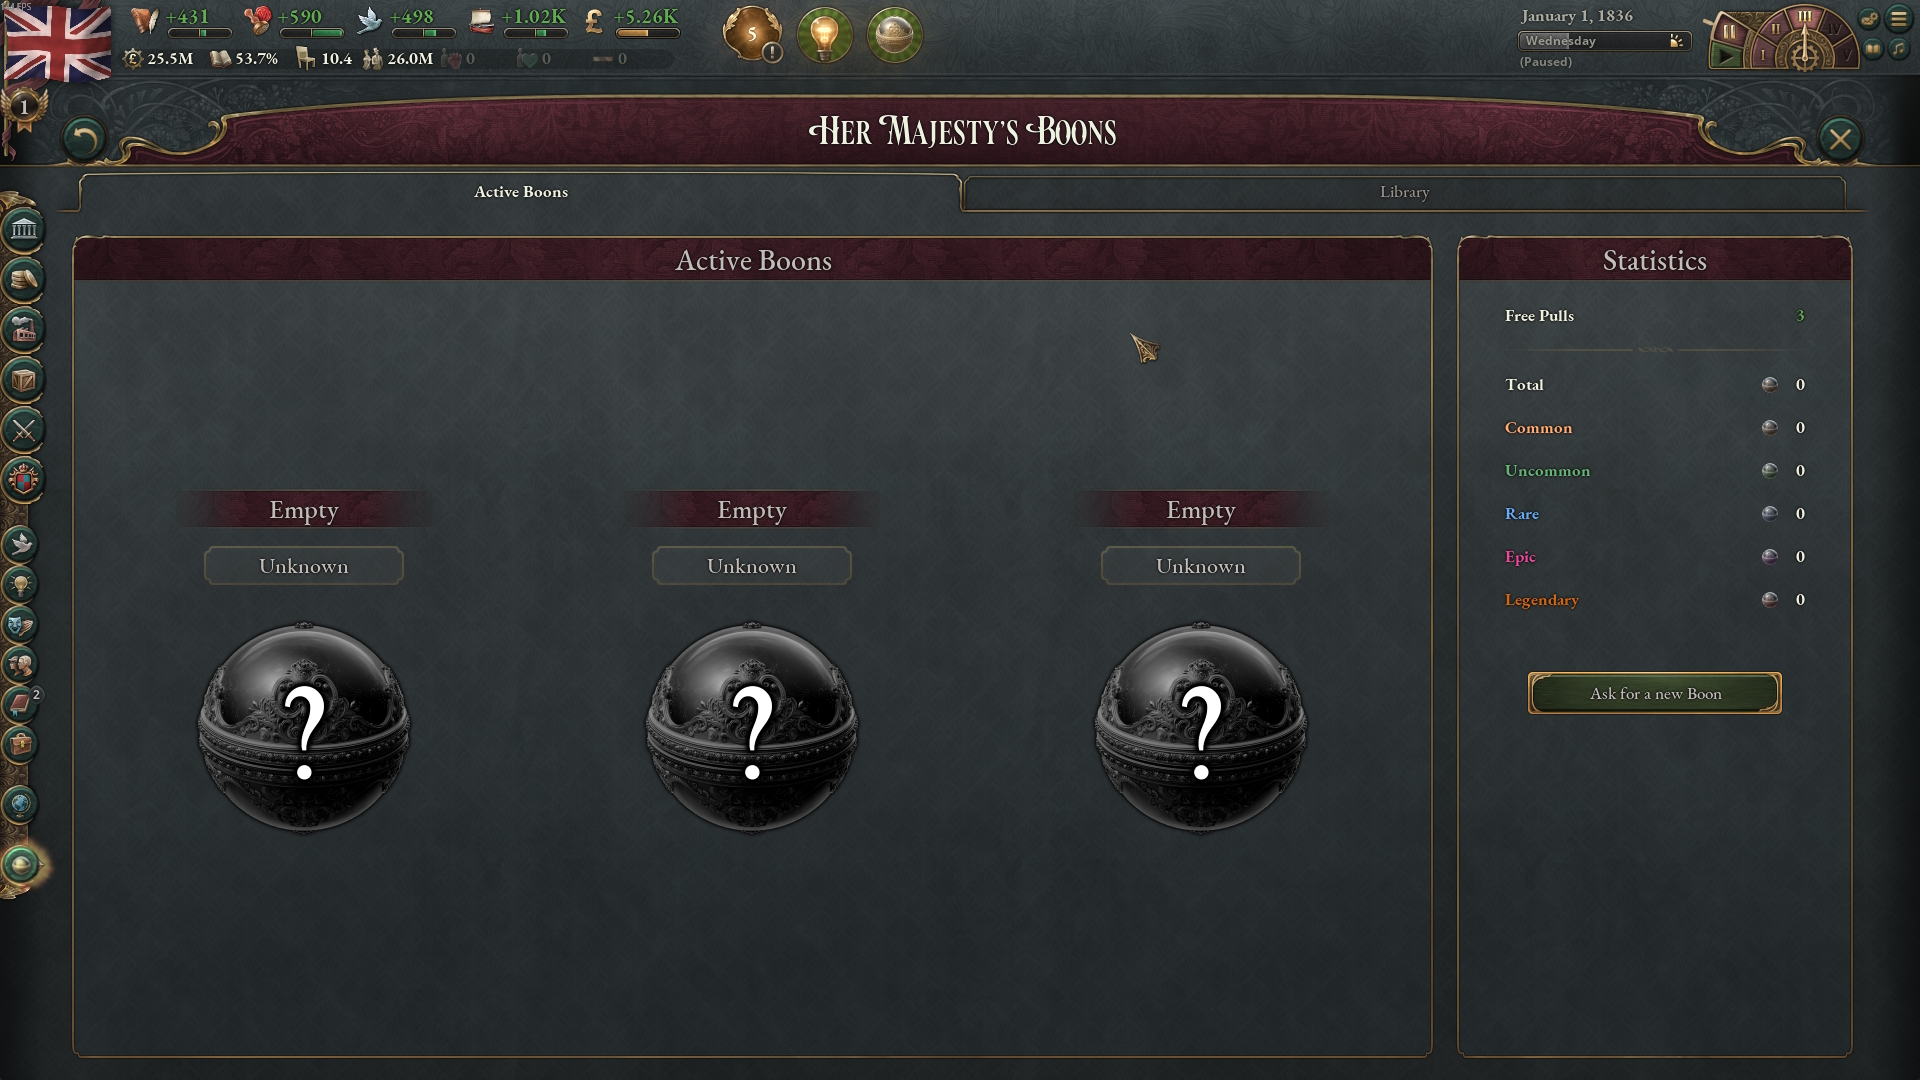 +431
+590
+498
+1.02K
+5.26K
25.5M
53.7%
10.4
26.0M
0
0
0
5
January 1, 1836
Wednesday
(Paused)
I
II
III
IV
V
1
Her Majesty's Boons
Active Boons
Library
Active Boons
Empty
Unknown
?
Empty
Unknown
?
Empty
Unknown
?
Statistics
Free Pulls 3
Total 0
Common 0
Uncommon 0
Rare 0
Epic 0
Legendary 0
Ask for a new Boon
2